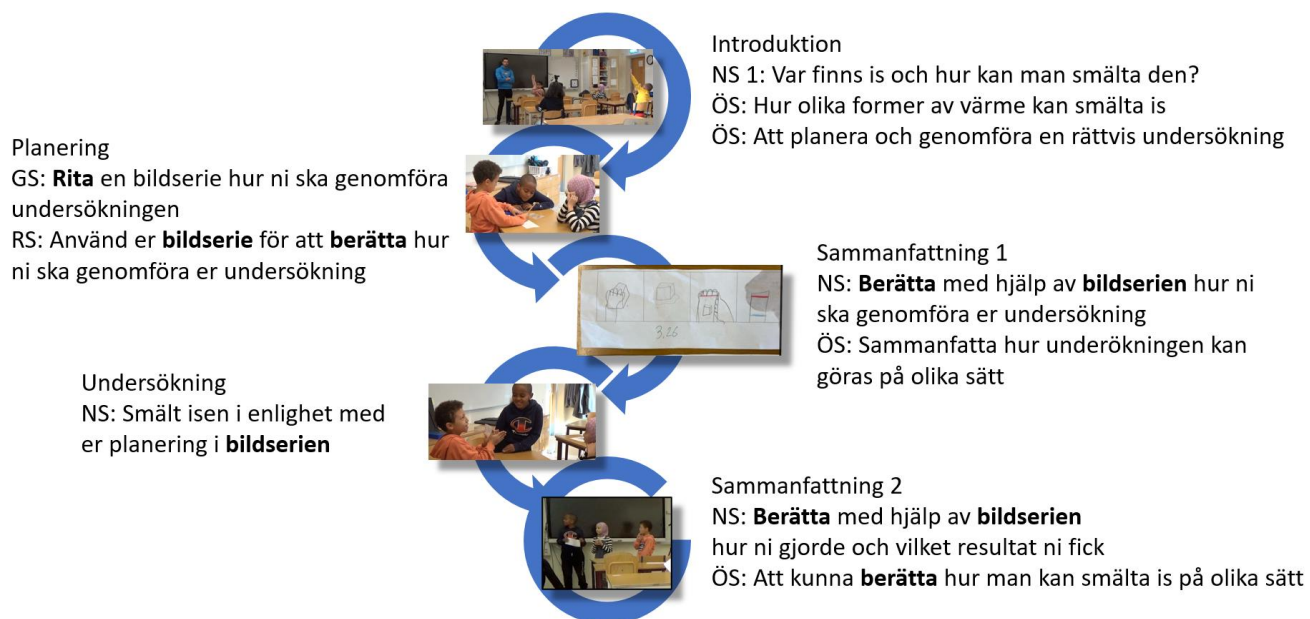 Introduktion
NS 1: Var finns is och hur kan man smälta den?
ÖS: Hur olika former av värme kan smälta is
ÖS: Att planera och genomföra en rättvis undersökning
Planering
GS: Rita en bildserie hur ni ska genomföra
undersökningen
RS: Använd er bildserie för att berätta hur
ni ska genomföra er undersökning
Sammanfattning 1
NS: Berätta med hjälp av bildserien hur ni
ska genomföra er undersökning
ÖS: Sammanfatta hur underökningen kan
göras på olika sätt
3,26
Undersökning
NS: Smält isen i enlighet med
er planering i bildserien
Sammanfattning 2
NS: Berätta med hjälp av bildserien
hur ni gjorde och vilket resultat ni fick
ÖS: Att kunna berätta hur man kan smälta is på olika sätt